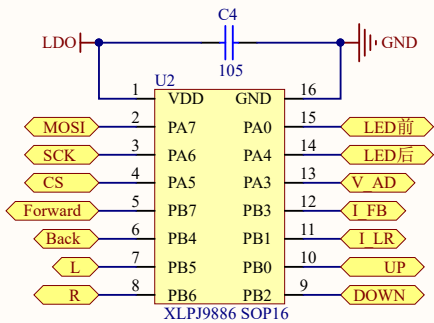 C4
LDO
GND
105
U2
1 VDD GND 16
MOSI 2 PA7 PA0 15 LED前
SCK 3 PA6 PA4 14 LED后
CS 4 PA5 PA3 13 V_AD
Forward 5 PB7 PB3 12 I_FB
Back 6 PB4 PB1 11 I_LR
L 7 PB5 PB0 10 UP
R 8 PB6 PB2 9 DOWN
XLPJ9886 SOP16